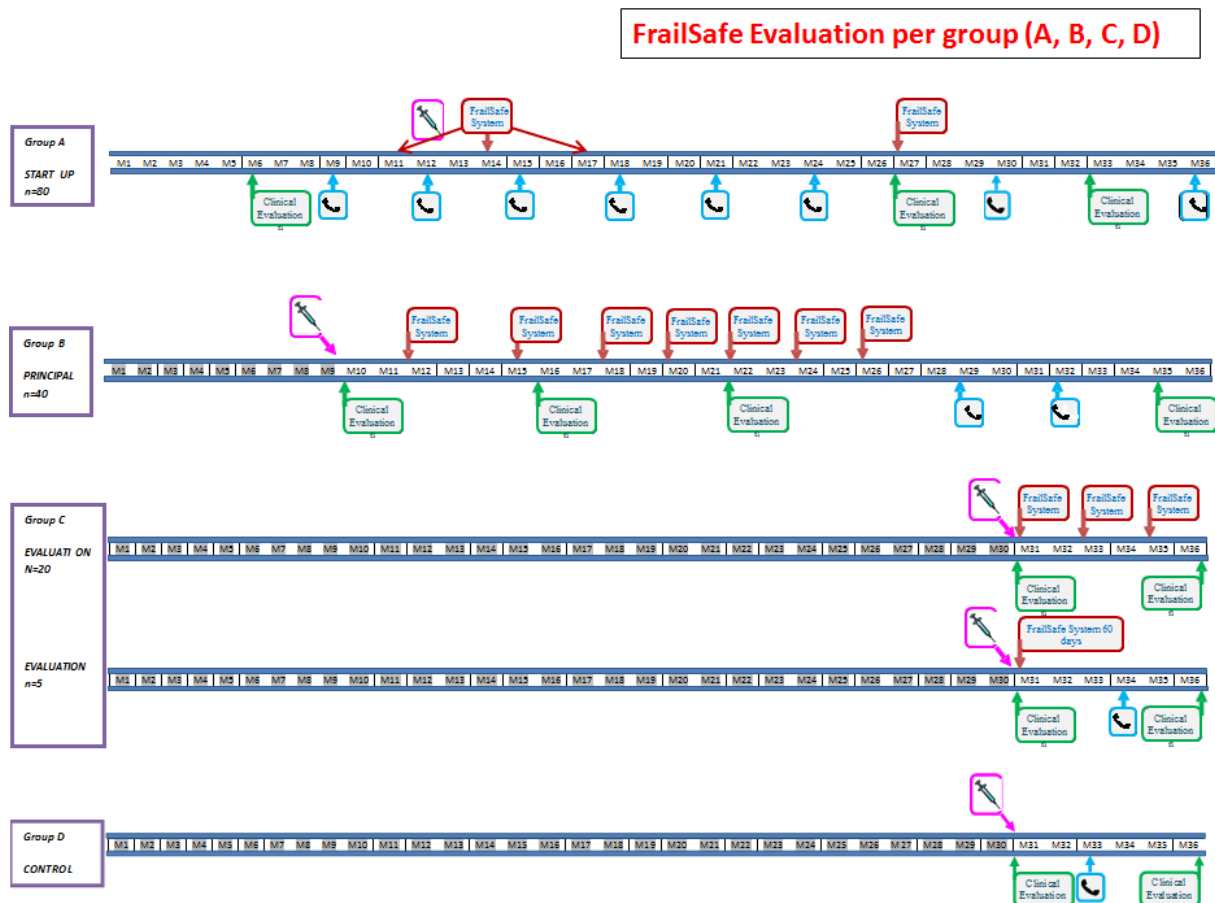 FrailSafe Evaluation per group (A, B, C, D)
Group A
START UP
n=80
FrailSafe
System
FrailSafe
System
M1 M2 M3 M4 M5 M6 M7 M8 M9 M10 M11 M12 M13 M14 M15 M16 M17 M18 M19 M20 M21 M22 M23 M24 M25 M26 M27 M28 M29 M30 M31 M32 M33 M34 M35 M36
Clinical
Evaluation
Clinical
Evaluation
Clinical
Evaluation
Group B
PRINCIPAL
n=40
FrailSafe
System
FrailSafe
System
FrailSafe
System
FrailSafe
System
FrailSafe
System
FrailSafe
System
FrailSafe
System
M1 M2 M3 M4 M5 M6 M7 M8 M9 M10 M11 M12 M13 M14 M15 M16 M17 M18 M19 M20 M21 M22 M23 M24 M25 M26 M27 M28 M29 M30 M31 M32 M33 M34 M35 M36
Clinical
Evaluation
Clinical
Evaluation
Clinical
Evaluation
Clinical
Evaluation
Group C
EVALUATI ON
N=20
FrailSafe
System
FrailSafe
System
FrailSafe
System
M1 M2 M3 M4 M5 M6 M7 M8 M9 M10 M11 M12 M13 M14 M15 M16 M17 M18 M19 M20 M21 M22 M23 M24 M25 M26 M27 M28 M29 M30 M31 M32 M33 M34 M35 M36
Clinical
Evaluation
Clinical
Evaluation
EVALUATION
n=5
FrailSafe System 60
days
M1 M2 M3 M4 M5 M6 M7 M8 M9 M10 M11 M12 M13 M14 M15 M16 M17 M18 M19 M20 M21 M22 M23 M24 M25 M26 M27 M28 M29 M30 M31 M32 M33 M34 M35 M36
Clinical
Evaluation
Clinical
Evaluation
Group D
CONTROL
M1 M2 M3 M4 M5 M6 M7 M8 M9 M10 M11 M12 M13 M14 M15 M16 M17 M18 M19 M20 M21 M22 M23 M24 M25 M26 M27 M28 M29 M30 M31 M32 M33 M34 M35 M36
Clinical
Evaluation
Clinical
Evaluation